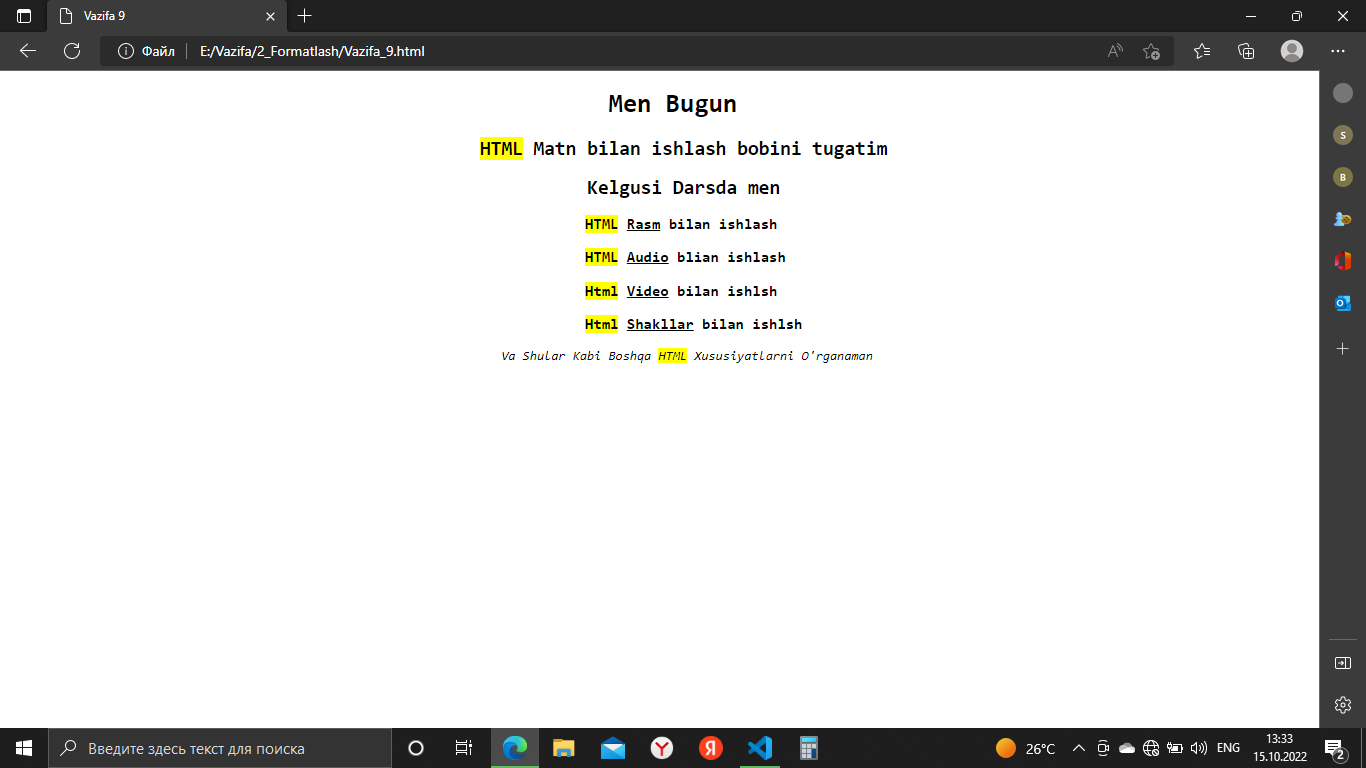 Vazifa 9
Файл E:/Vazifa/2_Formatlash/Vazifa_9.html
Men Bugun
HTML Matn bilan ishlash bobini tugatim
Kelgusi Darsda men
HTML Rasm bilan ishlash
HTML Audio blian ishlash
Html Video bilan ishlsh
Html Shakllar bilan ishlsh
Va Shular Kabi Boshqa HTML Xususiyatlarni O'rganaman
S
B
Введите здесь текст для поиска
26°C
ENG
13:33
15.10.2022
2